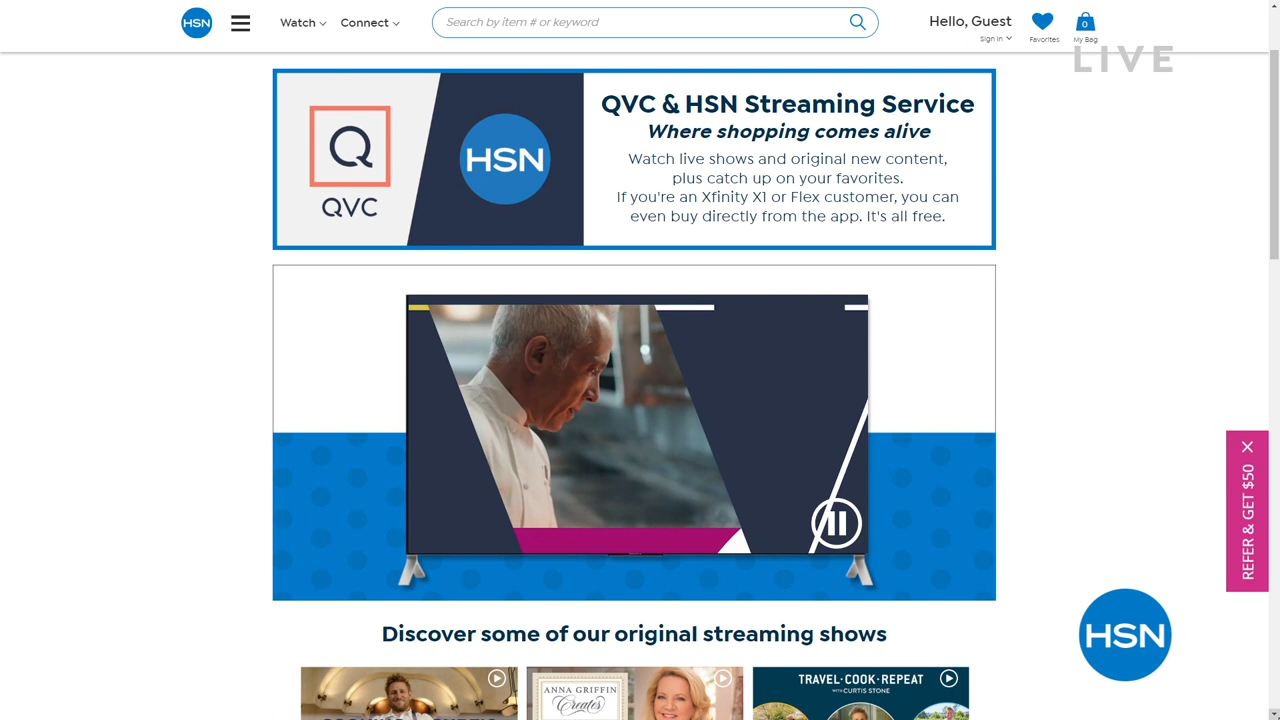 HSN
Watch
Connect
Search by item # or keyword
Hello, Guest
Sign In
Favorites
0
My Bag
LIVE
QVC & HSN Streaming Service
Where shopping comes alive
Watch live shows and original new content,
plus catch up on your favorites.
If you're an Xfinity X1 or Flex customer, you can
even buy directly from the app. It's all free.
Q
QVC
HSN
REFER & GET $50
HSN
Discover some of our original streaming shows
ANNA GRIFFIN
Creates
TRAVEL·COOK·REPEAT
WITH CURTIS STONE